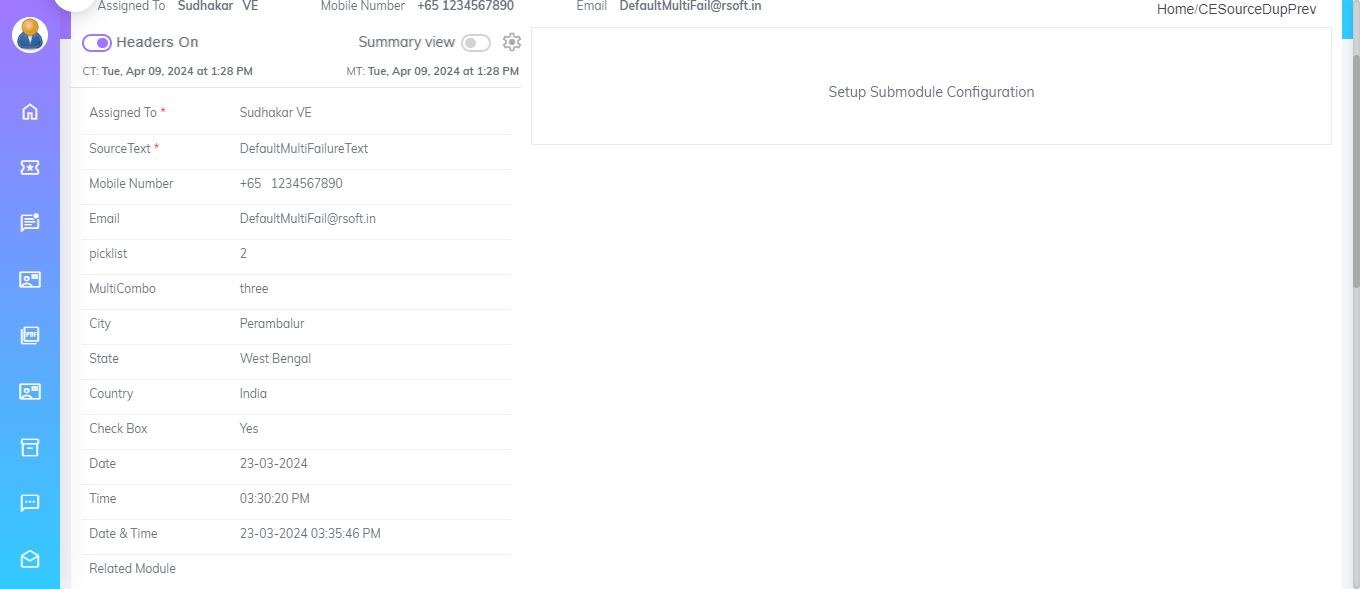 Assigned To Sudhakar VE Mobile Number +65 1234567890 Email DefaultMultiFail@rsoft.in
Home/CESourceDupPrev
Headers On Summary view
CT: Tue, Apr 09, 2024 at 1:28 PM MT: Tue, Apr 09, 2024 at 1:28 PM
Setup Submodule Configuration
Assigned To * Sudhakar VE
SourceText * DefaultMultiFailureText
Mobile Number +65 1234567890
Email DefaultMultiFail@rsoft.in
picklist 2
MultiCombo three
City Perambalur
State West Bengal
Country India
Check Box Yes
Date 23-03-2024
Time 03:30:20 PM
Date & Time 23-03-2024 03:35:46 PM
Related Module
PDF